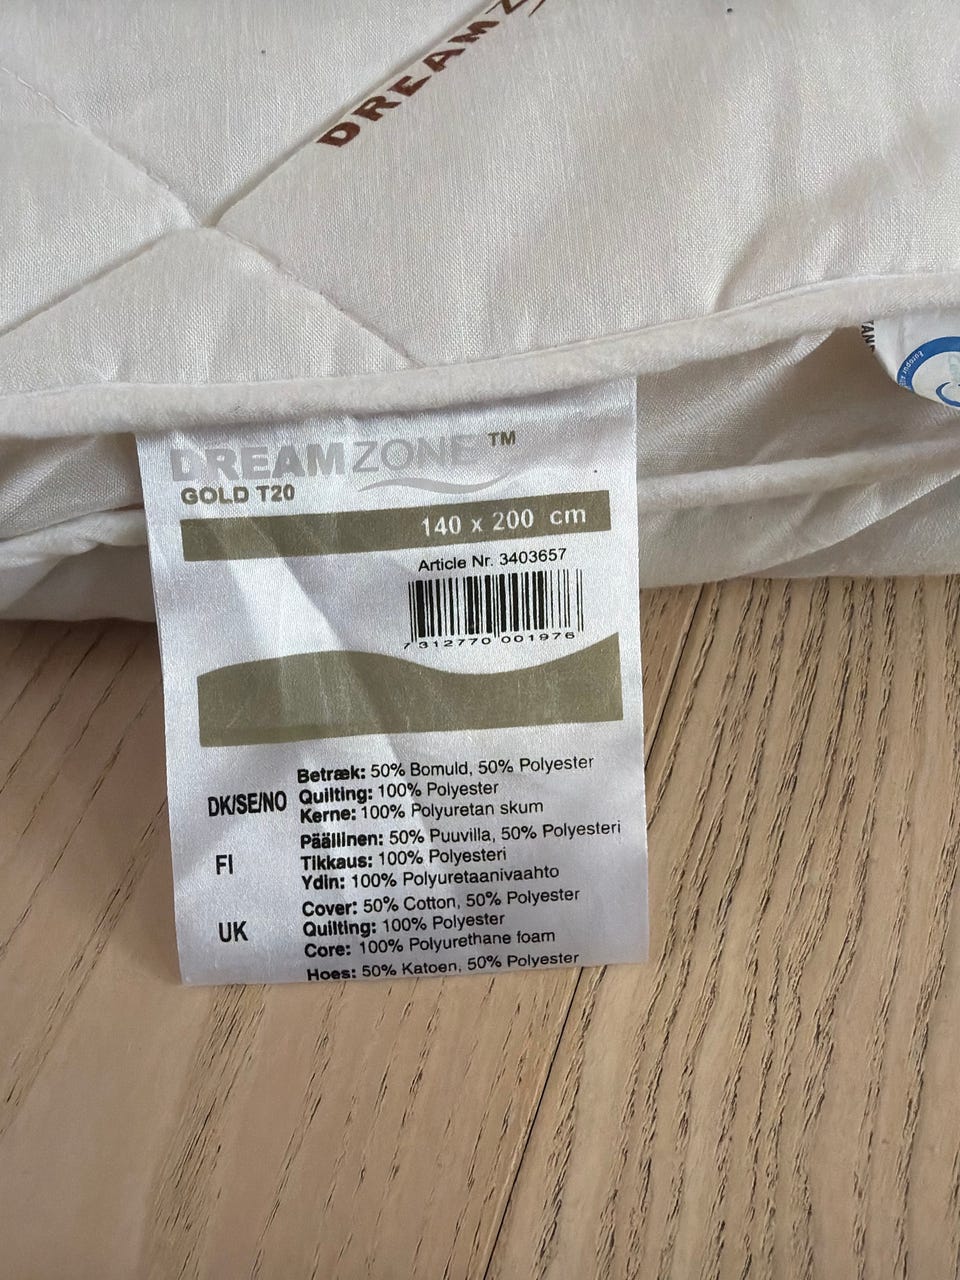 DREAMZ
DREAMZONE™
GOLD T20
140 x 200 cm
Article Nr. 3403657
7 312770 001976
DK/SE/NO
Betræk: 50% Bomuld, 50% Polyester
Quilting: 100% Polyester
Kerne: 100% Polyuretan skum
FI
Päällinen: 50% Puuvilla, 50% Polyesteri
Tikkaus: 100% Polyesteri
Ydin: 100% Polyuretaanivaahto
UK
Cover: 50% Cotton, 50% Polyester
Quilting: 100% Polyester
Core: 100% Polyurethane foam
Hoes: 50% Katoen, 50% Polyester